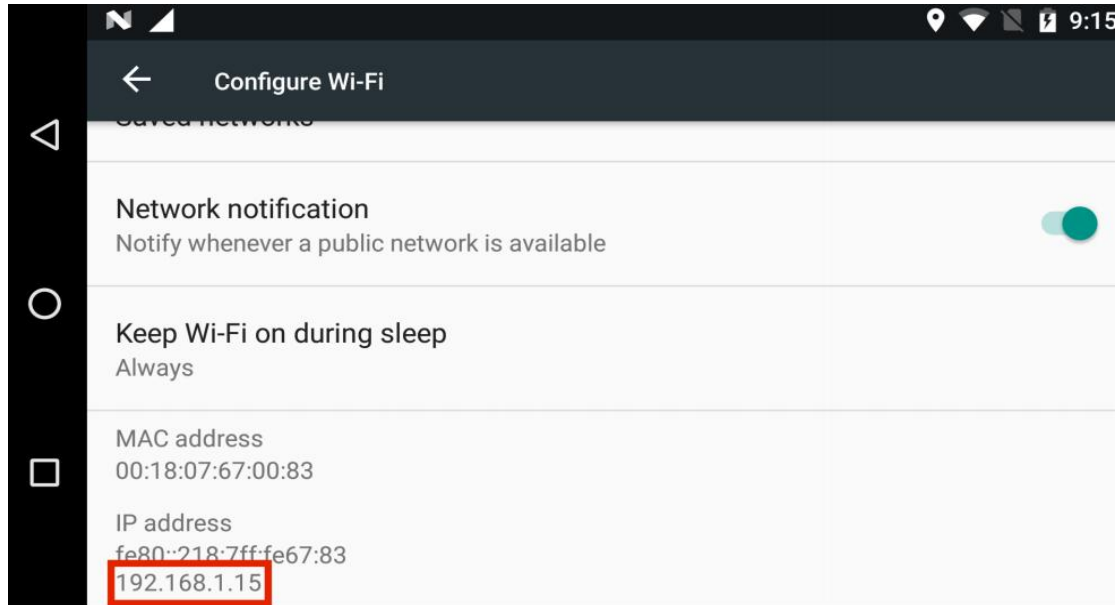 9:15
Configure Wi-Fi
Saved networks
Network notification
Notify whenever a public network is available
Keep Wi-Fi on during sleep
Always
MAC address
00:18:07:67:00:83
IP address
fe80::218:7ff:fe67:83
192.168.1.15